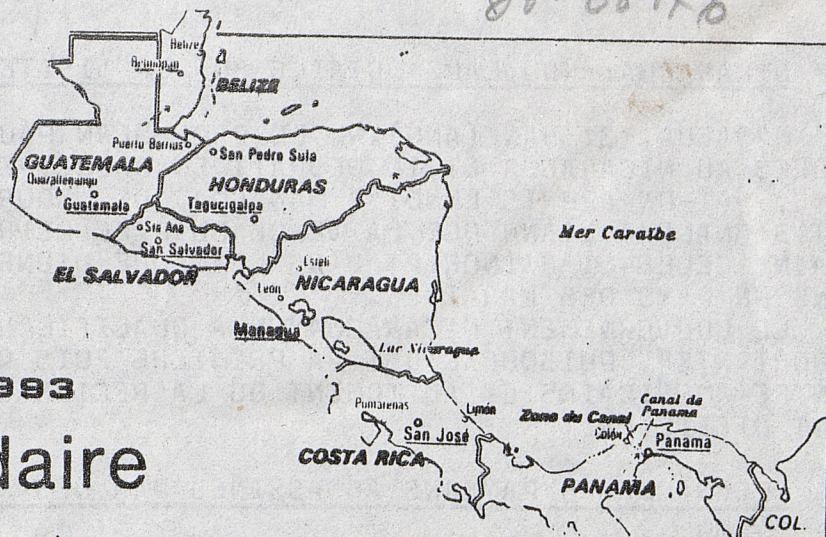 Belize
BELIZE
Puerto Barrios
San Pedro Sula
GUATEMALA
HONDURAS
Guatemala
Tegucigalpa
Sta Ana
San Salvador
Mer Caraïbe
EL SALVADOR
Esteli
NICARAGUA
León
Managua
Lac Nicaragua
993
Puntarenas
Limón
Canal de
Panama
Zone du Canal
Colón
San José
Panama
daire
COSTA RICA
PANAMA
COL.